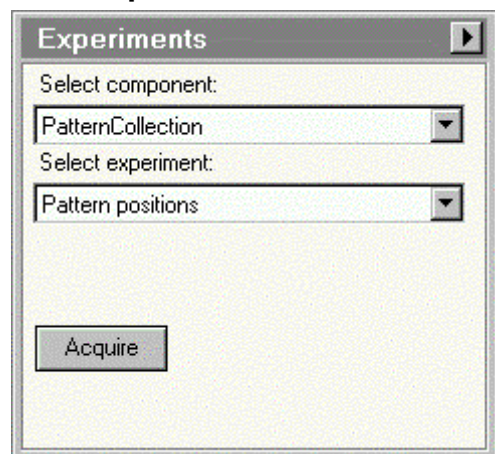 Experiments
Select component:
PatternCollection
Select experiment:
Pattern positions
Acquire